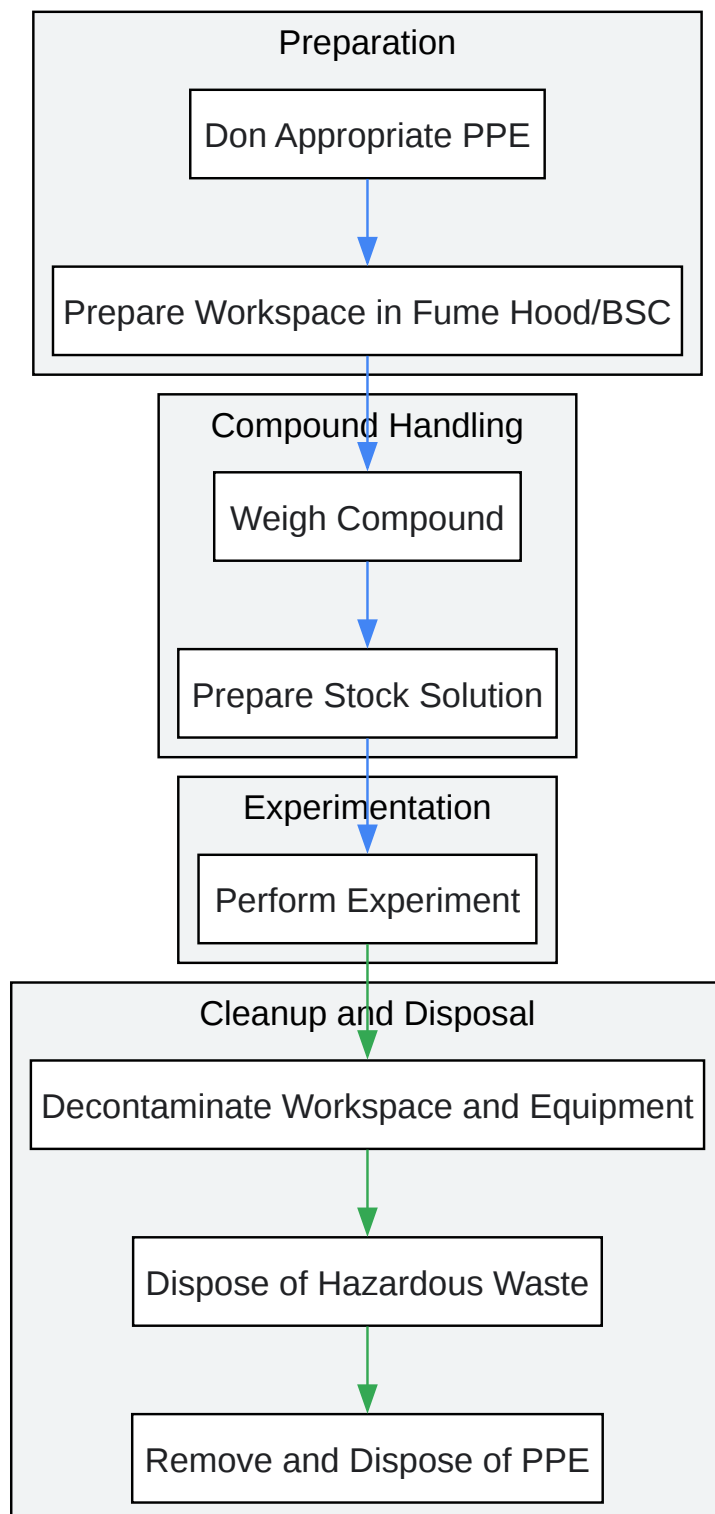 Preparation
Don Appropriate PPE
Prepare Workspace in Fume Hood/BSC
Compound Handling
Weigh Compound
Prepare Stock Solution
Experimentation
Perform Experiment
Cleanup and Disposal
Decontaminate Workspace and Equipment
Dispose of Hazardous Waste
Remove and Dispose of PPE